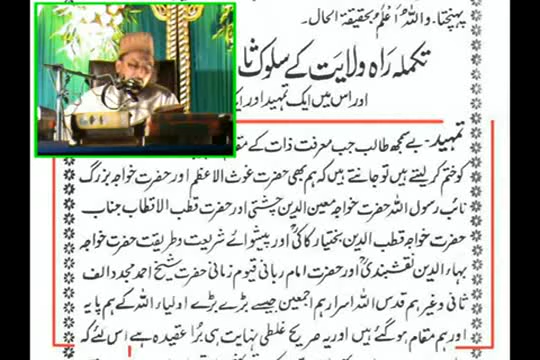 پہنچتا۔ واللہ اعلم بحقیقۃ الحال۔
تکملہ راہ ولایت کے سلوک ثا
اور اس میں ایک تمہید اور ایک
تمہید۔ بے سمجھ طالب جب معرفت ذات کے
کو ختم کر لیتے ہیں تو جانتے ہیں کہ ہم بھی حضرت غوث الاعظم اور حضرت خواجہ بزرگ
نائب رسول اللہ حضرت خواجہ معین الدین چشتی اور حضرت قطب الاقطاب جناب
حضرت خواجہ قطب الدین بختیار کاکیؒ اور پیشوائے شریعت و طریقت حضرت خواجہ
بہاء الدین نقشبندیؒ اور حضرت امام ربانی قیوم زمانی حضرت شیخ احمد مجدد الف
ثانی وغیرہم قدس اللہ اسرارہم اجمعین جیسے بڑے بڑے اولیاء اللہ کے ہم پایہ
اور ہم مقام ہو گئے ہیں اور یہ صریح غلطی نہایت ہی برا عقیدہ ہے اس لئے کہ